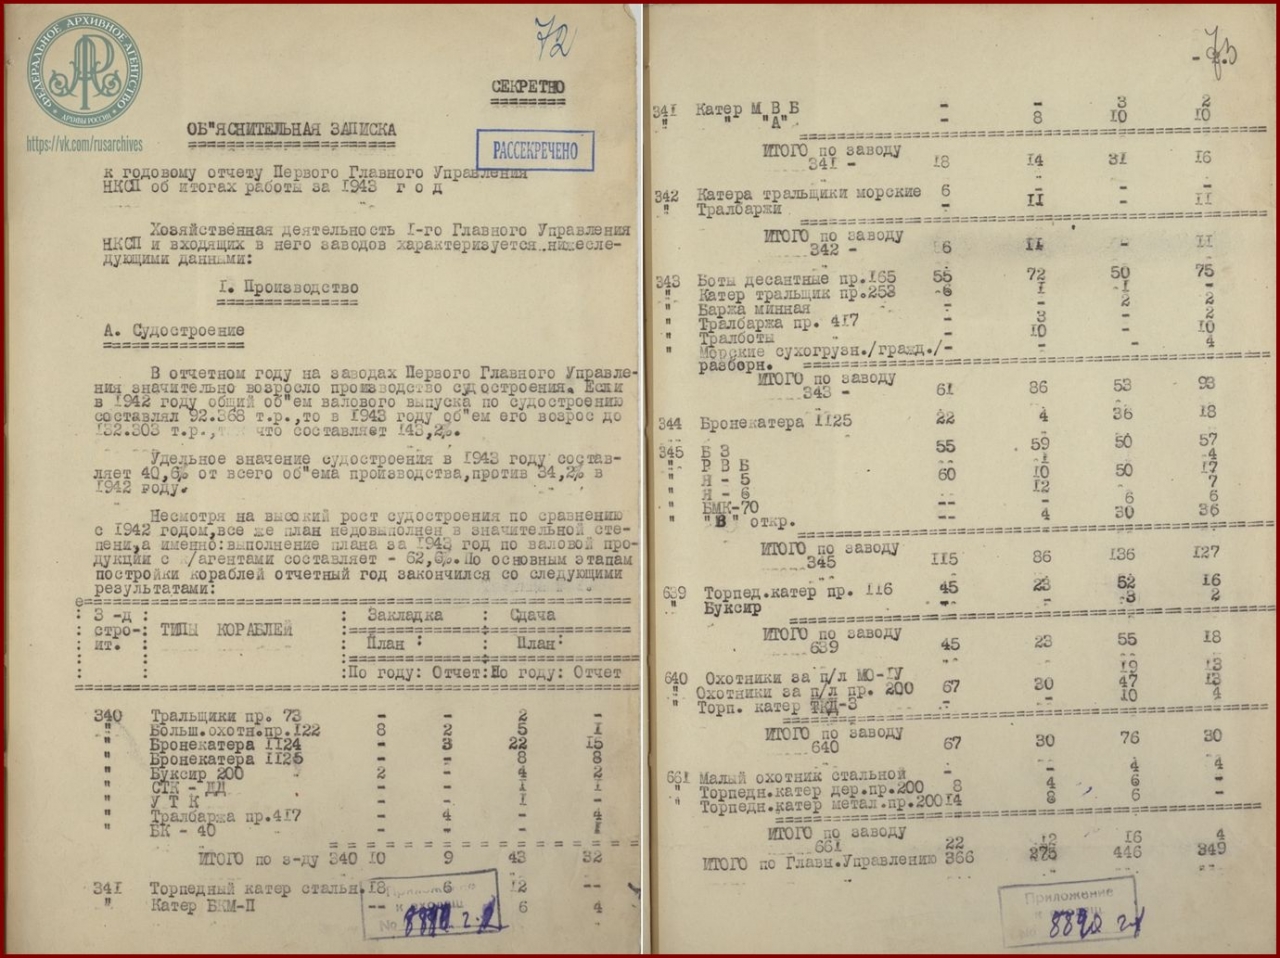 ФЕДЕРАЛЬНОЕ АРХИВНОЕ АГЕНТСТВО
АРХИВЫ РОССИИ
https://vk.com/rusarchives
72
СЕКРЕТНО
РАССЕКРЕЧЕНО
ОБ"ЯСНИТЕЛЬНАЯ ЗАПИСКА
к годовому отчету Первого Главного Управления
НКСП об итогах работы за 1943 г о д
Хозяйственная деятельность I-го Главного Управления
НКСП и входящих в него заводов характеризуется нижесле-
дующими данными:
I. Производство
А. Судостроение
В отчетном году на заводах Первого Главного Управле-
ния значительно возросло производство судостроения. Если
в 1942 году общий об"ем валового выпуска по судостроению
составлял 92.366 т.р.,то в 1943 году об"ем его возрос до
132.303 т.р., что составляет 143,2%.
Удельное значение судостроения в 1943 году состав-
ляет 40,6% от всего об"ема производства,против 34,2% в
1942 году.
Несмотря на высокий рост судостроения по сравнению
с 1942 годом,все же план недовыполнен в значительной сте-
пени,а именно:выполнение плана за 1943 год по валовой про-
дукции с к/агентами составляет - 62,6%.По основным этапам
постройки кораблей отчетный год закончился со следующими
результатами:
З -д : : Закладка : Сдача
стро- : ТИПЫ КОРАБЛЕЙ : План : : План:
ит. : : По году: Отчет: По году: Отчет
340 Тральщики пр. 73 - - 2 -
" Больш.охотн.пр.122 8 2 5 1
" Бронекатера 1124 - 3 22 15
" Бронекатера 1125 - - 8 8
" Буксир 200 2 - 4 2
" СТК - ДД - - 1 1
" У Т К - - 1 -
" Тралбаржа пр.417 - 4 - 4
" БК - 40 - - -
ИТОГО по з-ду 340 10 9 43 32
341 Торпедный катер стальн. 18 6 12 --
" Катер БКМ-П -- 6 4
Приложение
к входящ
№ 8890 г-1
341 Катер М В Б - - 3 2
" " "А" - 8 10 10
ИТОГО по заводу
341 - 18 14 31 16
342 Катера тральщики морские 6 - - -
" Тралбаржи - 11 - 11
ИТОГО по заводу
342 - 6 11 - 11
343 Боты десантные пр.165 55 72 50 75
" Катер тральщик пр.253 6 1 1 -
" Баржа минная - - 2 2
" Тралбаржа пр. 417 - 3 - 2
" Тралботы - 10 - 10
" Морские сухогрузн./гражд./- - - 4
разборн.
ИТОГО по заводу
343 - 61 86 53 93
344 Бронекатера 1125 22 4 36 18
345 Б З 55 59 50 57
" Р В Б - 1 - 4
" Я - 5 60 10 50 17
" Я - 6 - 12 - 7
" БМК-70 -- -- 6 6
" "В" откр. -- 4 30 36
ИТОГО по заводу
345 115 86 136 127
639 Торпед.катер пр. 116 45 23 52 16
" Буксир - - 3 2
ИТОГО по заводу
639 45 23 55 18
640 Охотники за п/л МО-IУ -- -- 19 13
" Охотники за п/л пр. 200 67 30 47 13
" Торп. катер ТКД-3 -- - 10 4
ИТОГО по заводу
640 67 30 76 30
661 Малый охотник стальной - - 4 4
" Торпедн.катер дер.пр.200 8 4 6 -
" Торпедн.катер метал.пр.200 14 8 6 -
ИТОГО по заводу
661 22 12 16 4
ИТОГО по Главн.Управлению 366 275 446 349
Приложение
к входящ
№ 8890 г-1